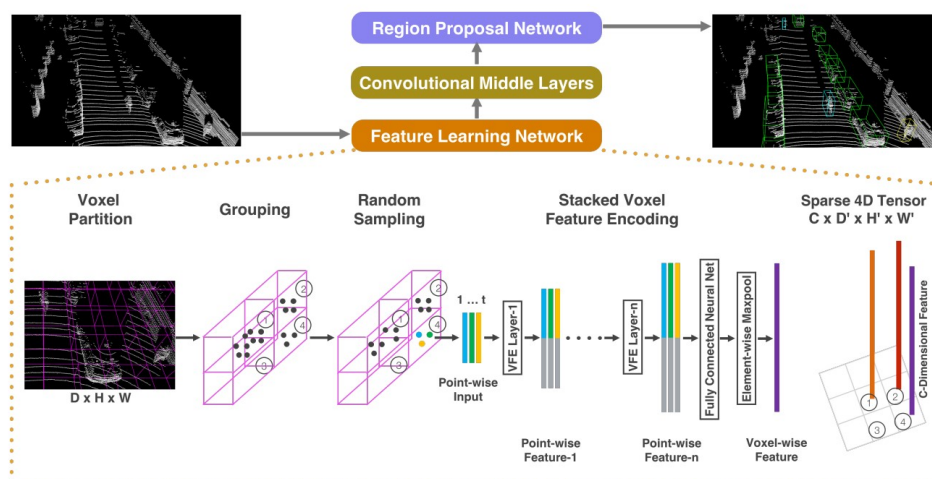 Region Proposal Network
Convolutional Middle Layers
Feature Learning Network
Voxel
Partition
Grouping
Random
Sampling
Stacked Voxel
Feature Encoding
Sparse 4D Tensor
C x D' x H' x W'
D x H x W
1
2
3
4
1
2
3
4
1 ... t
Point-wise
Input
VFE Layer-1
Point-wise
Feature-1
VFE Layer-n
Point-wise
Feature-n
Fully Connected Neural Net
Element-wise Maxpool
Voxel-wise
Feature
C-Dimensional Feature
1
2
3
4